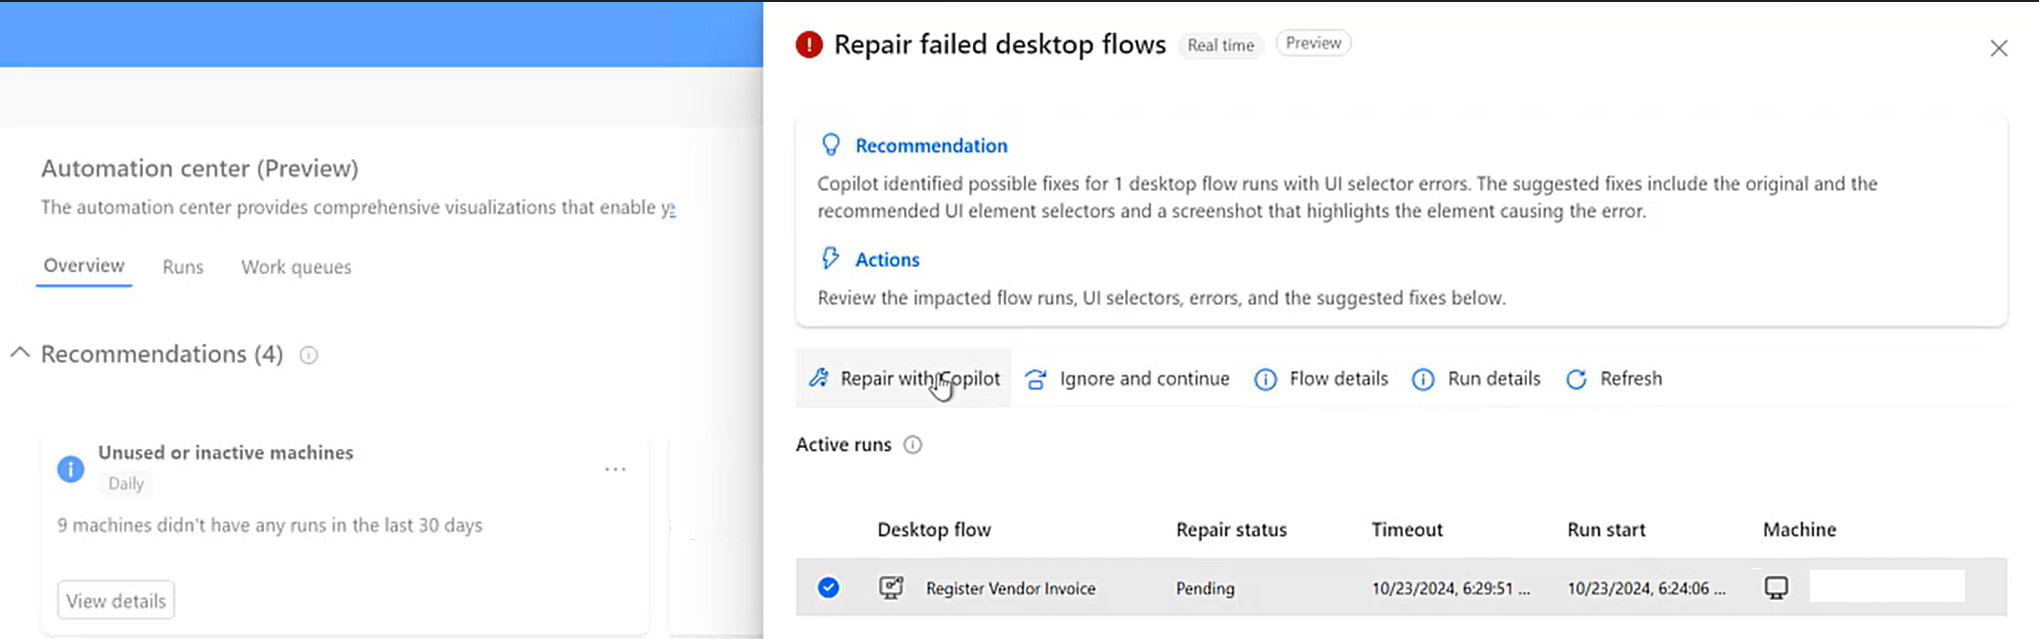 Automation center (Preview)
The automation center provides comprehensive visualizations that enable
Overview Runs Work queues
Recommendations (4)
Unused or inactive machines
Daily
9 machines didn't have any runs in the last 30 days
View details
Repair failed desktop flows Real time Preview
Recommendation
Copilot identified possible fixes for 1 desktop flow runs with UI selector errors. The suggested fixes include the original and the
recommended UI element selectors and a screenshot that highlights the element causing the error.
Actions
Review the impacted flow runs, UI selectors, errors, and the suggested fixes below.
Repair with Copilot Ignore and continue Flow details Run details Refresh
Active runs
Desktop flow Repair status Timeout Run start Machine
Register Vendor Invoice Pending 10/23/2024, 6:29:51 ... 10/23/2024, 6:24:06 ...